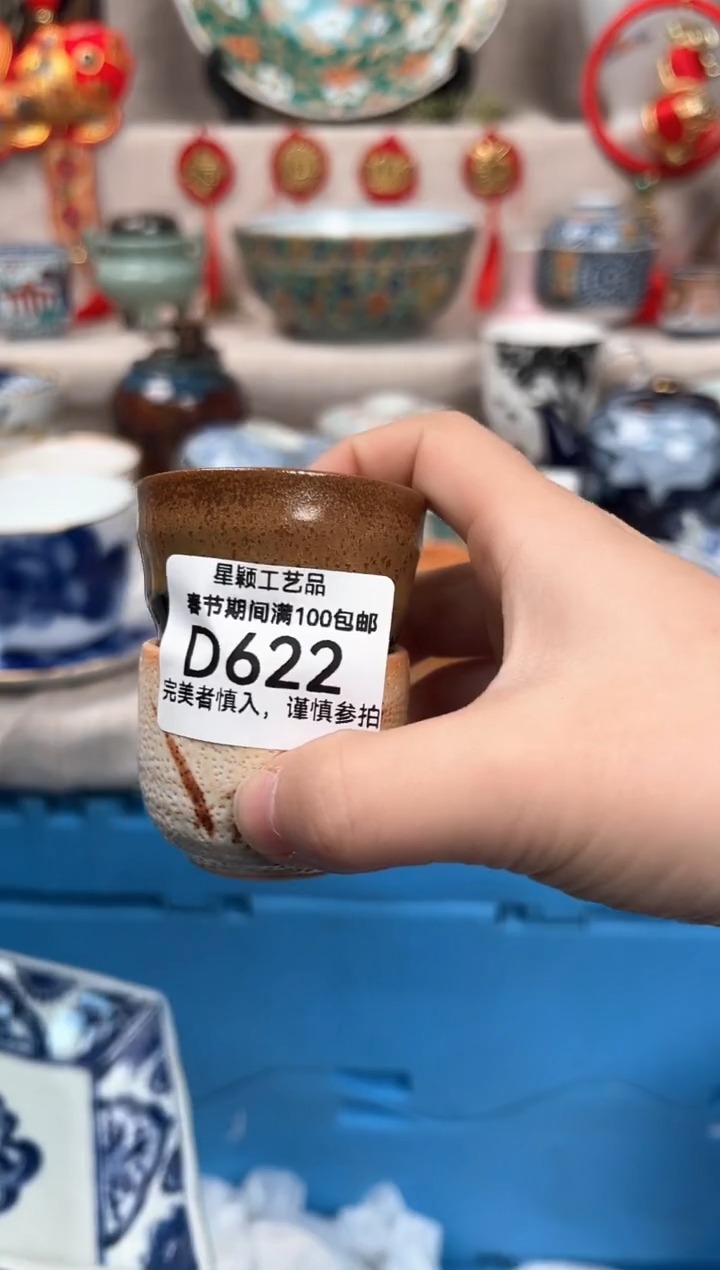 星颖工艺品
春节期间满100包邮
D622
完美者慎入，谨慎参拍